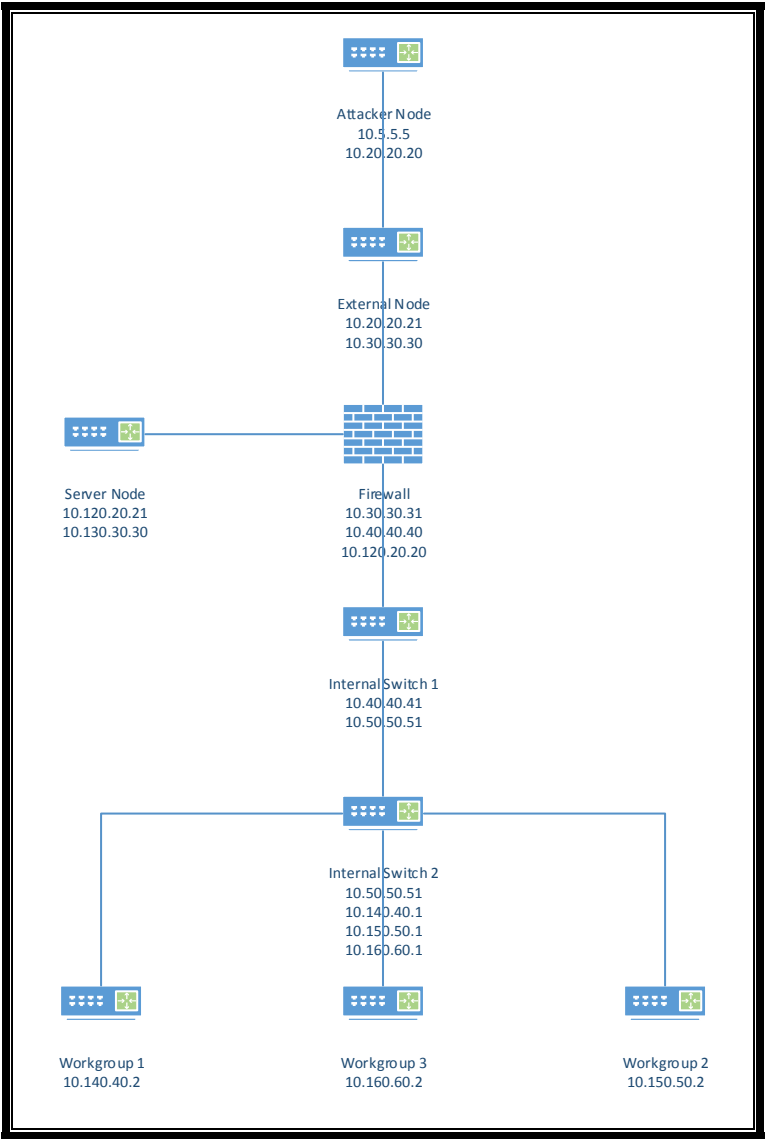 Attacker Node
10.5.5.5
10.20.20.20
External Node
10.20.20.21
10.30.30.30
Server Node
10.120.20.21
10.130.30.30
Firewall
10.30.30.31
10.40.40.40
10.120.20.20
Internal Switch 1
10.40.40.41
10.50.50.51
Internal Switch 2
10.50.50.51
10.140.40.1
10.150.50.1
10.160.60.1
Workgroup 1
10.140.40.2
Workgroup 3
10.160.60.2
Workgroup 2
10.150.50.2